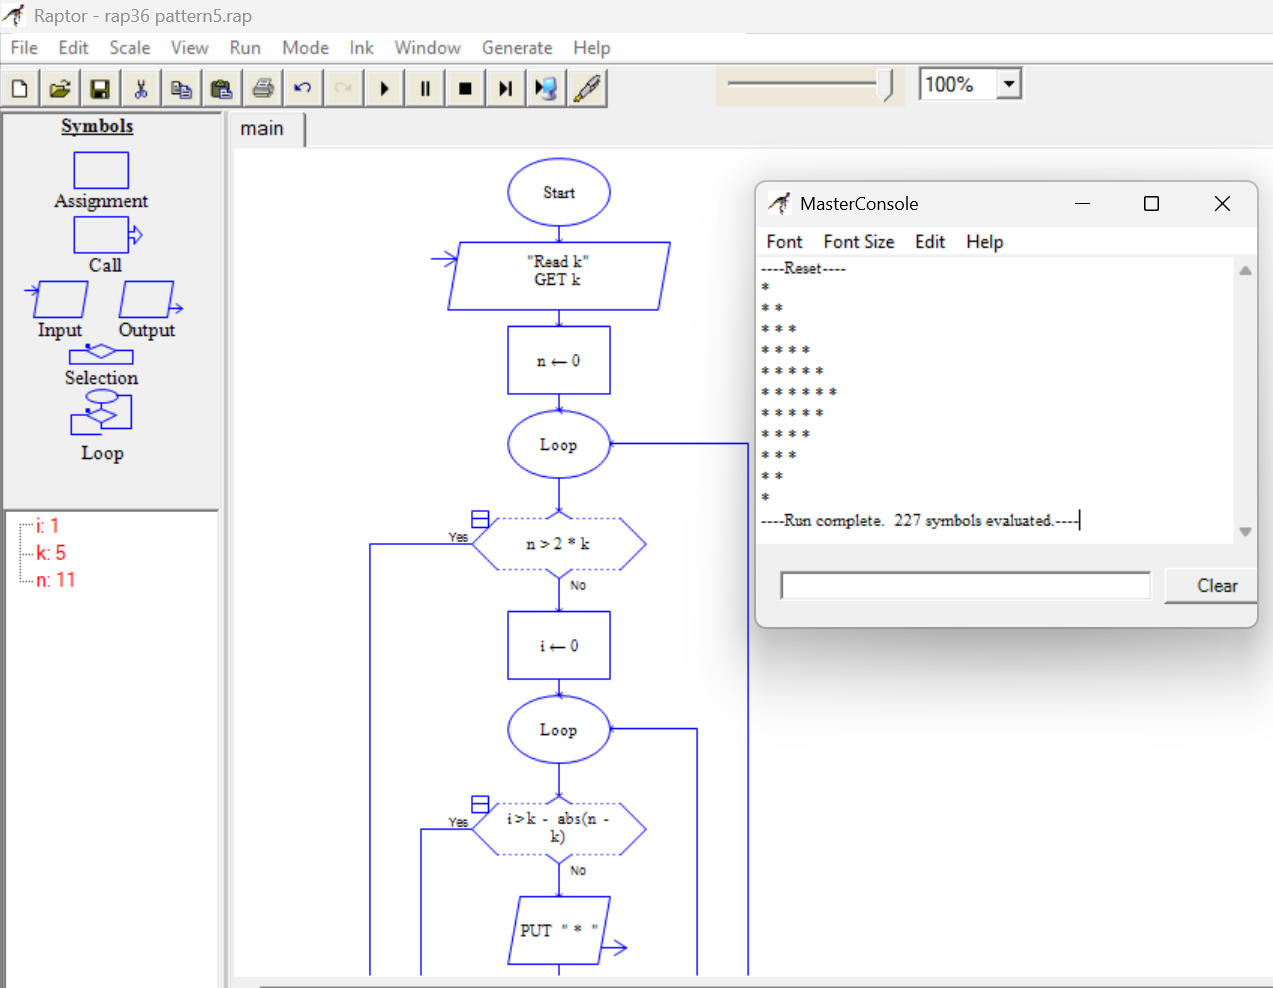 Raptor - rap36 pattern5.rap
File Edit Scale View Run Mode Ink Window Generate Help
100%
Symbols
Assignment
Call
Input Output
Selection
Loop
i: 1
k: 5
n: 11
main
Start
"Read k"
GET k
n ← 0
Loop
Yes
n > 2 * k
No
i ← 0
Loop
Yes
i>k - abs(n -
k)
No
PUT " * "
MasterConsole
Font Font Size Edit Help
----Reset----
*
* *
* * *
* * * *
* * * * *
* * * * * *
* * * * *
* * * *
* * *
* *
*
----Run complete. 227 symbols evaluated.----
Clear